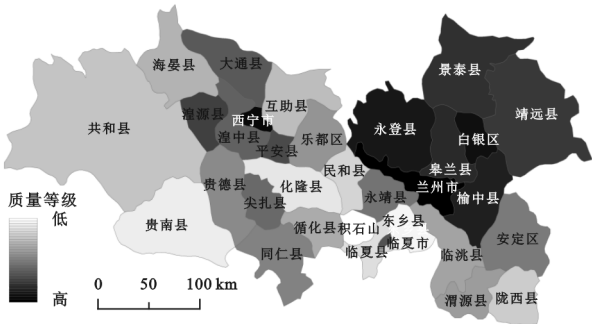 海晏县
大通县
景泰县
互助县
湟源县
西宁市
靖远县
共和县
永登县
白银区
湟中县
乐都区
平安县
皋兰县
民和县
兰州市
质量等级
贵德县
化隆县
永靖县
榆中县
低
尖扎县
贵南县
循化县
积石山
东乡县
临夏市
安定区
同仁县
临夏县
临洮县
高
0 50 100 km
渭源县
陇西县